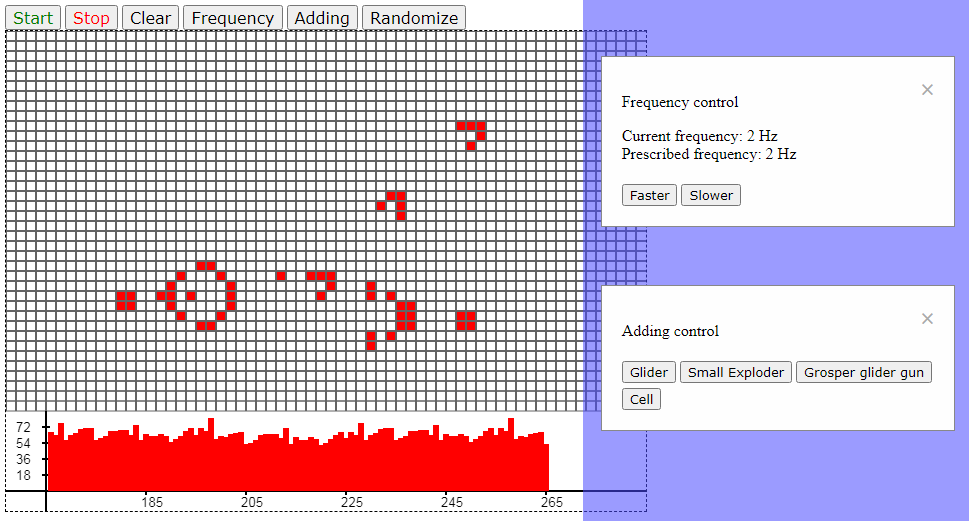 Start Stop Clear Frequency Adding Randomize
×
Frequency control
Current frequency: 2 Hz
Prescribed frequency: 2 Hz
Faster Slower
×
Adding control
Glider Small Exploder Grosper glider gun
Cell
72
54
36
18
185 205 225 245 265